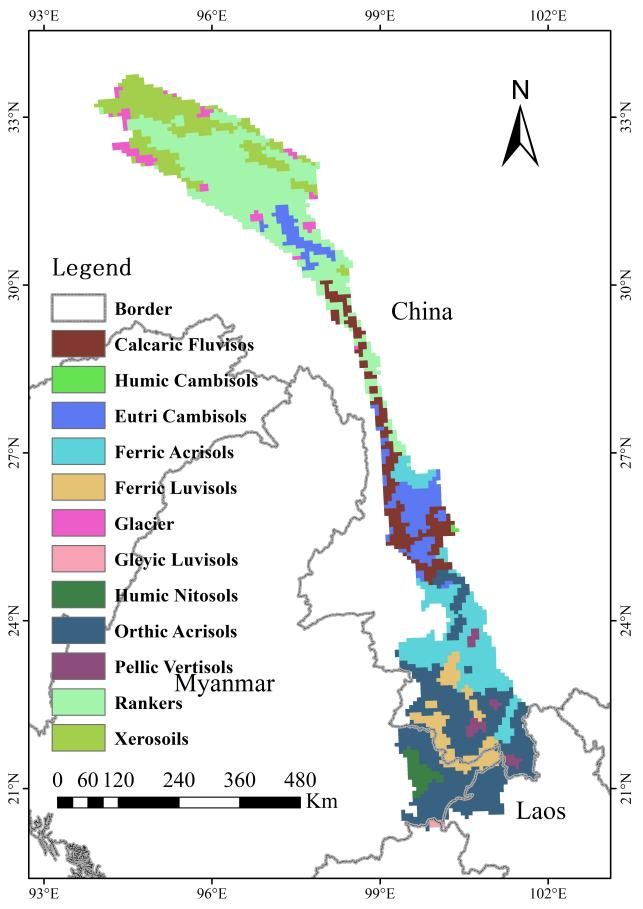 93°E 96°E 99°E 102°E
N
33°N 33°N
Legend
30°N 30°N
Border
China
Calcaric Fluvisos
Humic Cambisols
Eutri Cambisols
27°N 27°N
Ferric Acrisols
Ferric Luvisols
Glacier
Gleyic Luvisols
Humic Nitosols
24°N 24°N
Orthic Acrisols
Pellic Vertisols
Myanmar
Rankers
Xerosoils
0 60 120 240 360 480
Km
21°N 21°N
Laos
93°E 96°E 99°E 102°E